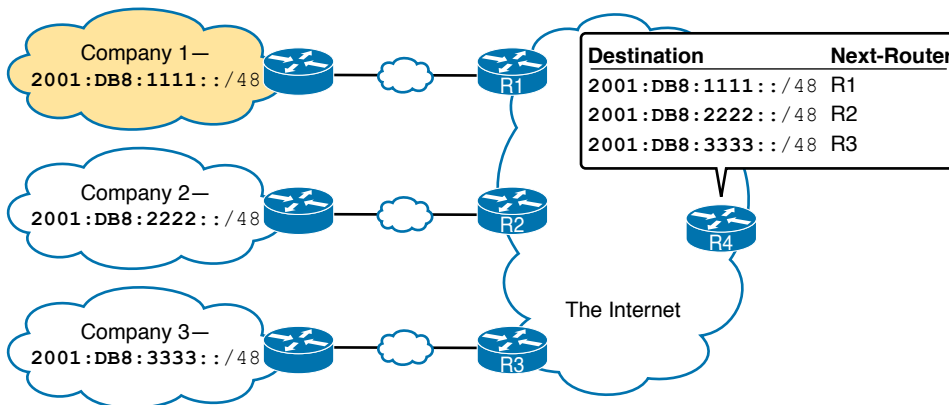 Company 1—
2001:DB8:1111::/48
R1
Destination Next-Router
2001:DB8:1111::/48 R1
2001:DB8:2222::/48 R2
2001:DB8:3333::/48 R3
Company 2—
2001:DB8:2222::/48
R2
R4
The Internet
Company 3—
2001:DB8:3333::/48
R3